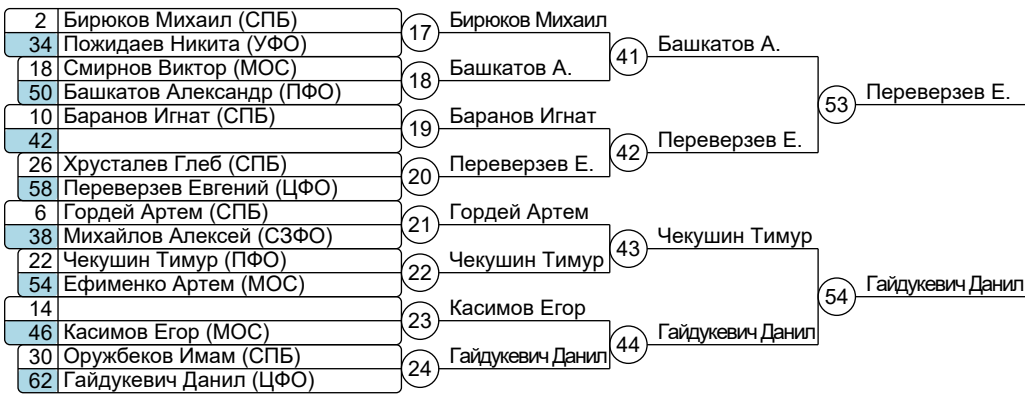 2 Бирюков Михаил (СПБ)
34 Пожидаев Никита (УФО)
18 Смирнов Виктор (МОС)
50 Башкатов Александр (ПФО)
10 Баранов Игнат (СПБ)
42
26 Хрусталев Глеб (СПБ)
58 Переверзев Евгений (ЦФО)
6 Гордей Артем (СПБ)
38 Михайлов Алексей (СЗФО)
22 Чекушин Тимур (ПФО)
54 Ефименко Артем (МОС)
14
46 Касимов Егор (МОС)
30 Оружбеков Имам (СПБ)
62 Гайдукевич Данил (ЦФО)
17 Бирюков Михаил
18 Башкатов А.
19 Баранов Игнат
20 Переверзев Е.
21 Гордей Артем
22 Чекушин Тимур
23 Касимов Егор
24 Гайдукевич Данил
41 Башкатов А.
42 Переверзев Е.
43 Чекушин Тимур
44 Гайдукевич Данил
53 Переверзев Е.
54 Гайдукевич Данил